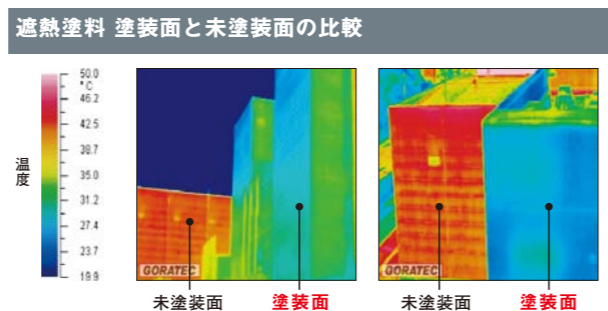 遮熱塗料 塗装面と未塗装面の比較
温度
50.0
°C
46.2
42.5
38.7
35.0
31.2
27.4
23.7
19.9
GORATEC
GORATEC
未塗装面
塗装面
未塗装面
塗装面